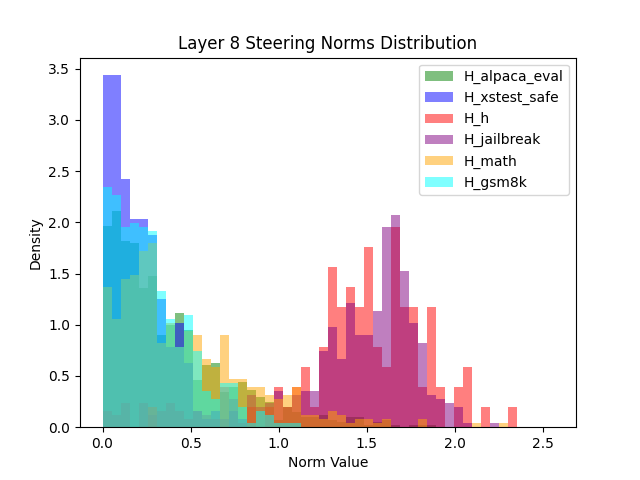 Layer 8 Steering Norms Distribution
3.5
3.0
2.5
2.0
1.5
1.0
0.5
0.0
Density
H_alpaca_eval
H_xstest_safe
H_h
H_jailbreak
H_math
H_gsm8k
0.0 0.5 1.0 1.5 2.0 2.5
Norm Value